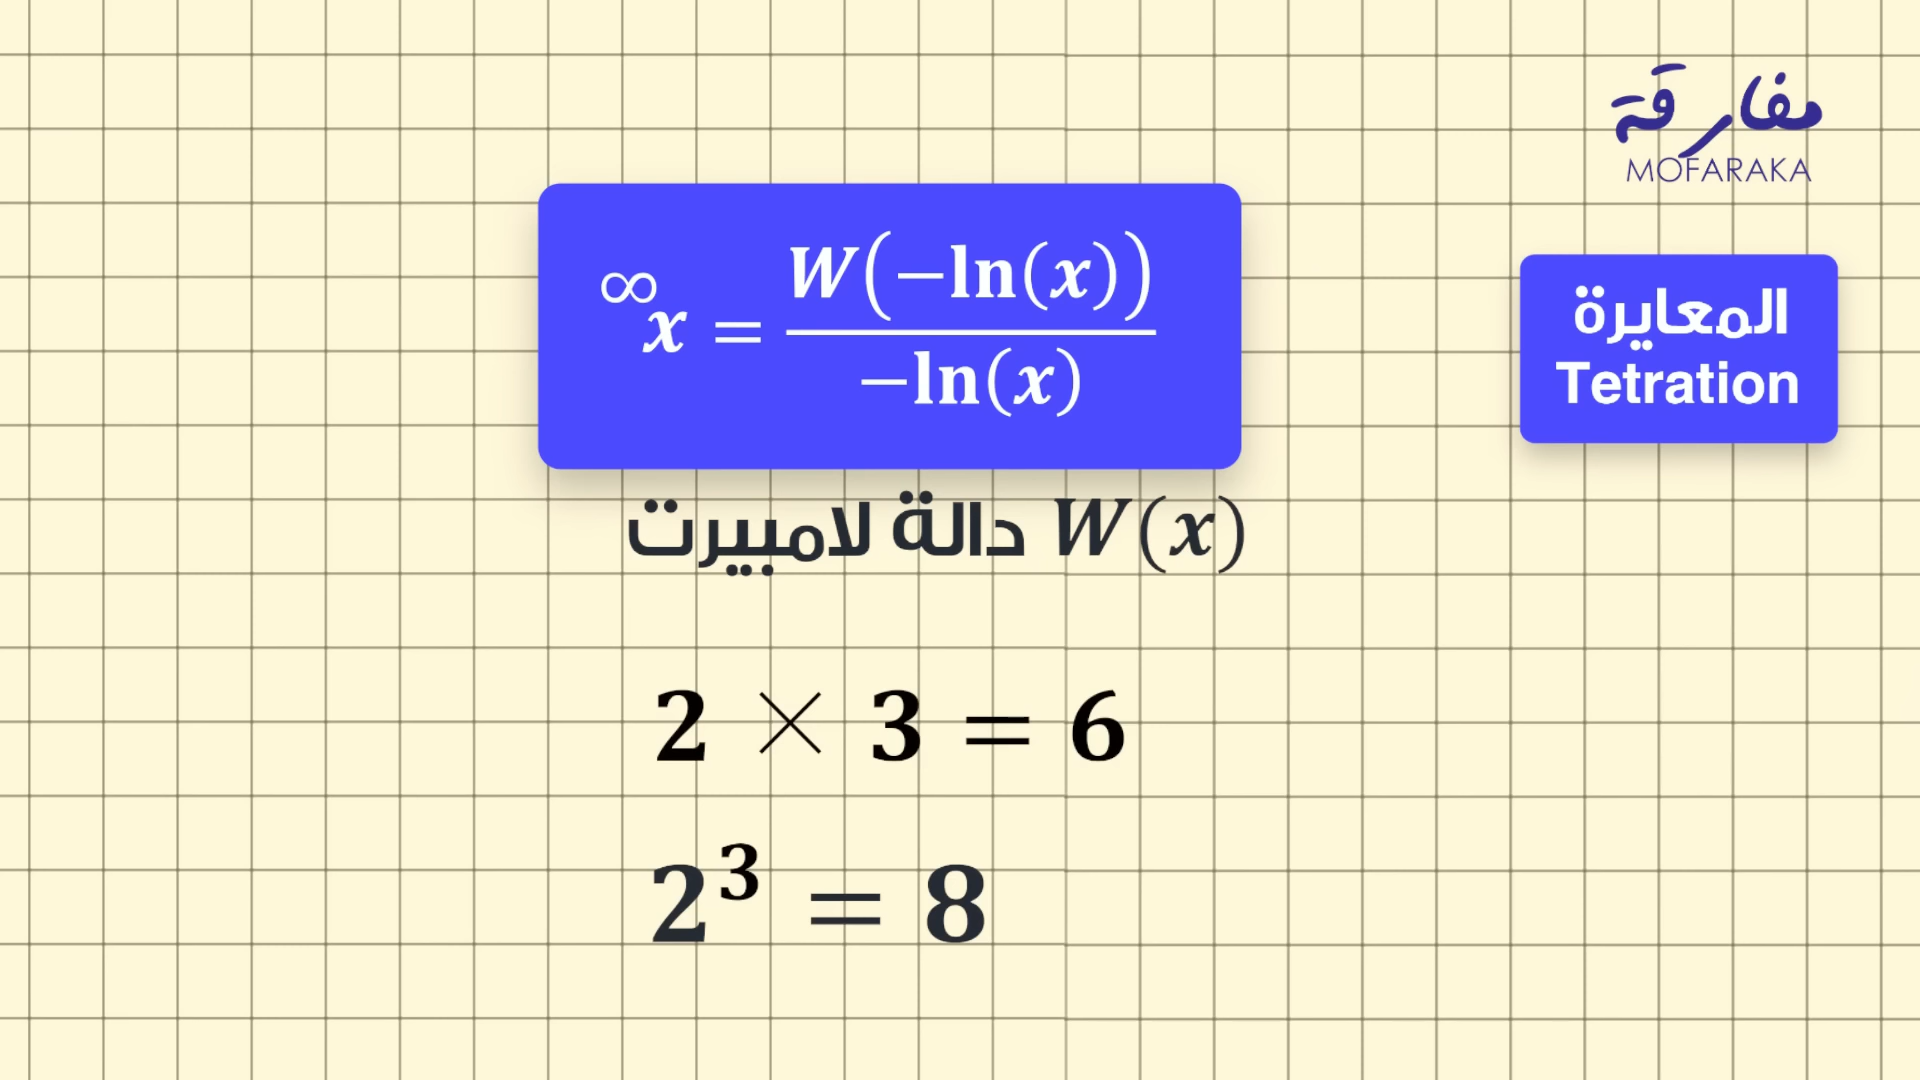 مفارقة
MOFARAKA
المعايرة
Tetration
∞x = W(−ln(x)) / −ln(x)
W(x) دالة لامبيرت
2 × 3 = 6
2³ = 8